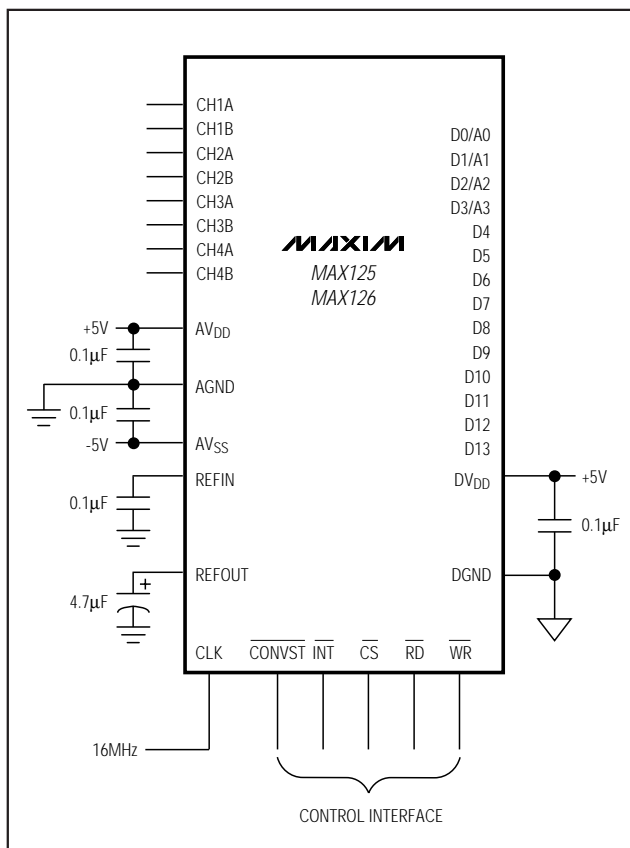 CH1A
CH1B
CH2A
CH2B
CH3A
CH3B
CH4A
CH4B
D0/A0
D1/A1
D2/A2
D3/A3
D4
D5
D6
D7
D8
D9
D10
D11
D12
D13
MAXIM
MAX125
MAX126
+5V
AVDD
0.1μF
AGND
0.1μF
-5V
AVSS
REFIN
0.1μF
REFOUT
4.7μF
+
DVDD
+5V
0.1μF
DGND
CLK
CONVST
INT
CS
RD
WR
16MHz
CONTROL INTERFACE